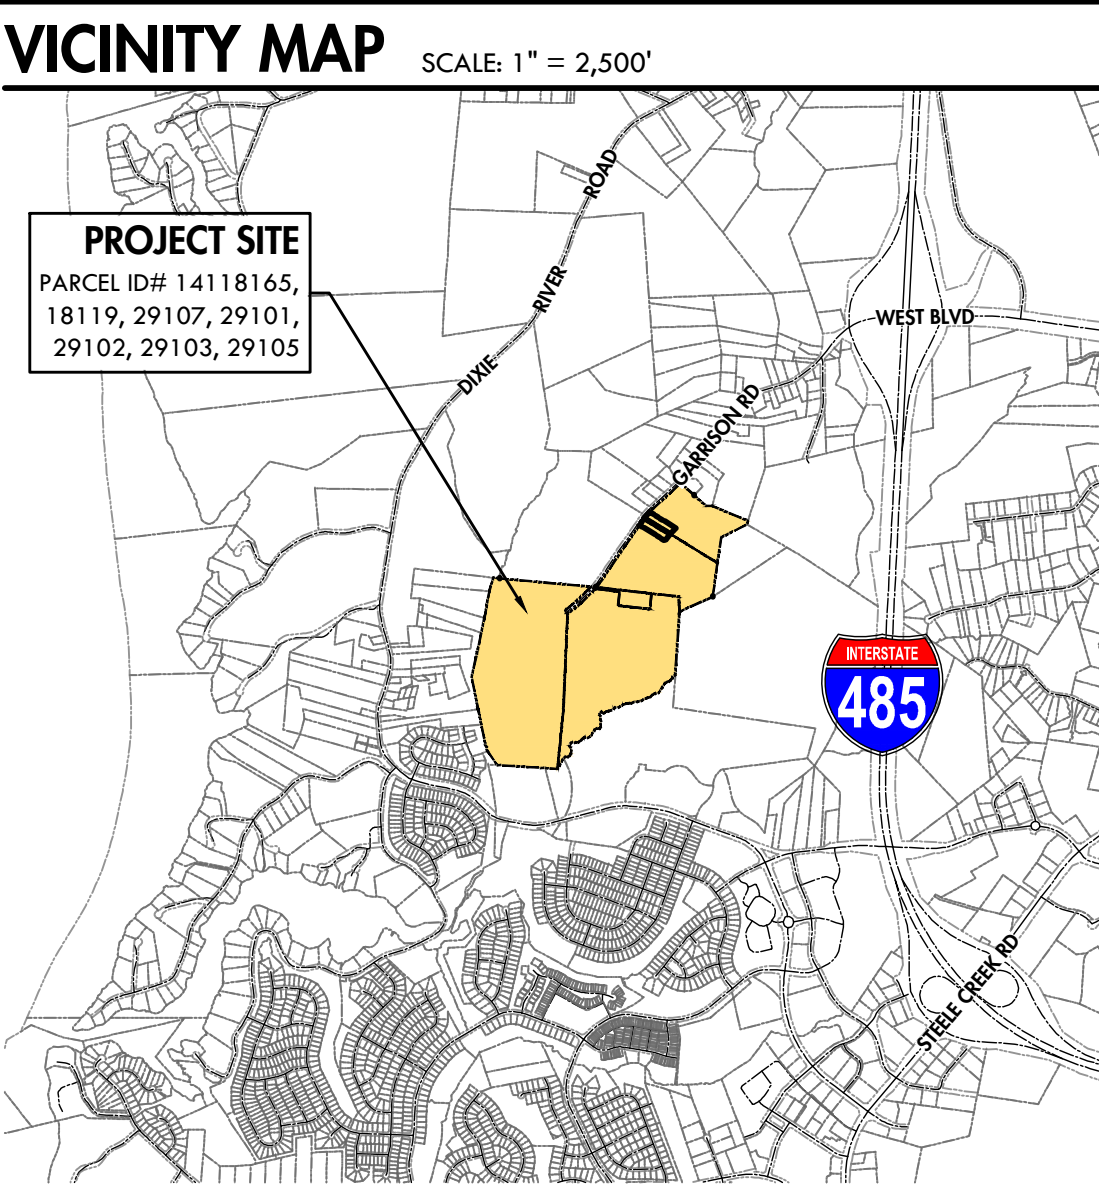 VICINITY MAP
SCALE: 1" = 2,500'
PROJECT SITE
PARCEL ID# 14118165,
18119, 29107, 29101,
29102, 29103, 29105
DIXIE RIVER ROAD
WEST BLVD
GARRISON RD
INTERSTATE
485
STEELE CREEK RD